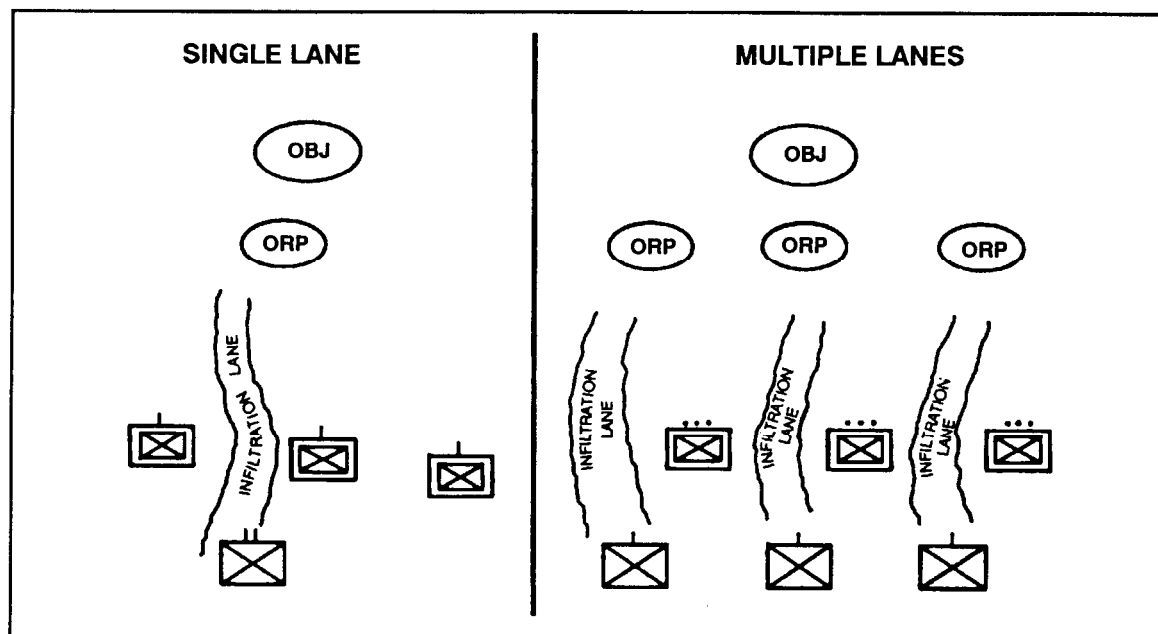 SINGLE LANE
OBJ
ORP
INFILTRATION LANE
MULTIPLE LANES
OBJ
ORP
ORP
ORP
INFILTRATION
LANE
INFILTRATION
LANE
INFILTRATION
LANE